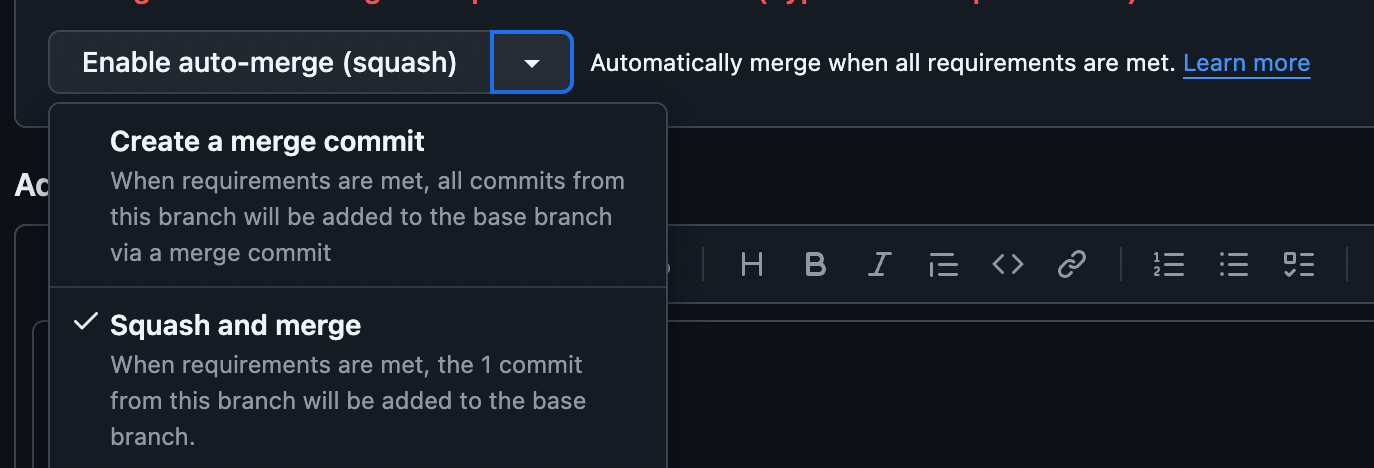 Enable auto-merge (squash)
Automatically merge when all requirements are met. Learn more
Create a merge commit
When requirements are met, all commits from
this branch will be added to the base branch
via a merge commit
H B I
Squash and merge
When requirements are met, the 1 commit
from this branch will be added to the base
branch.